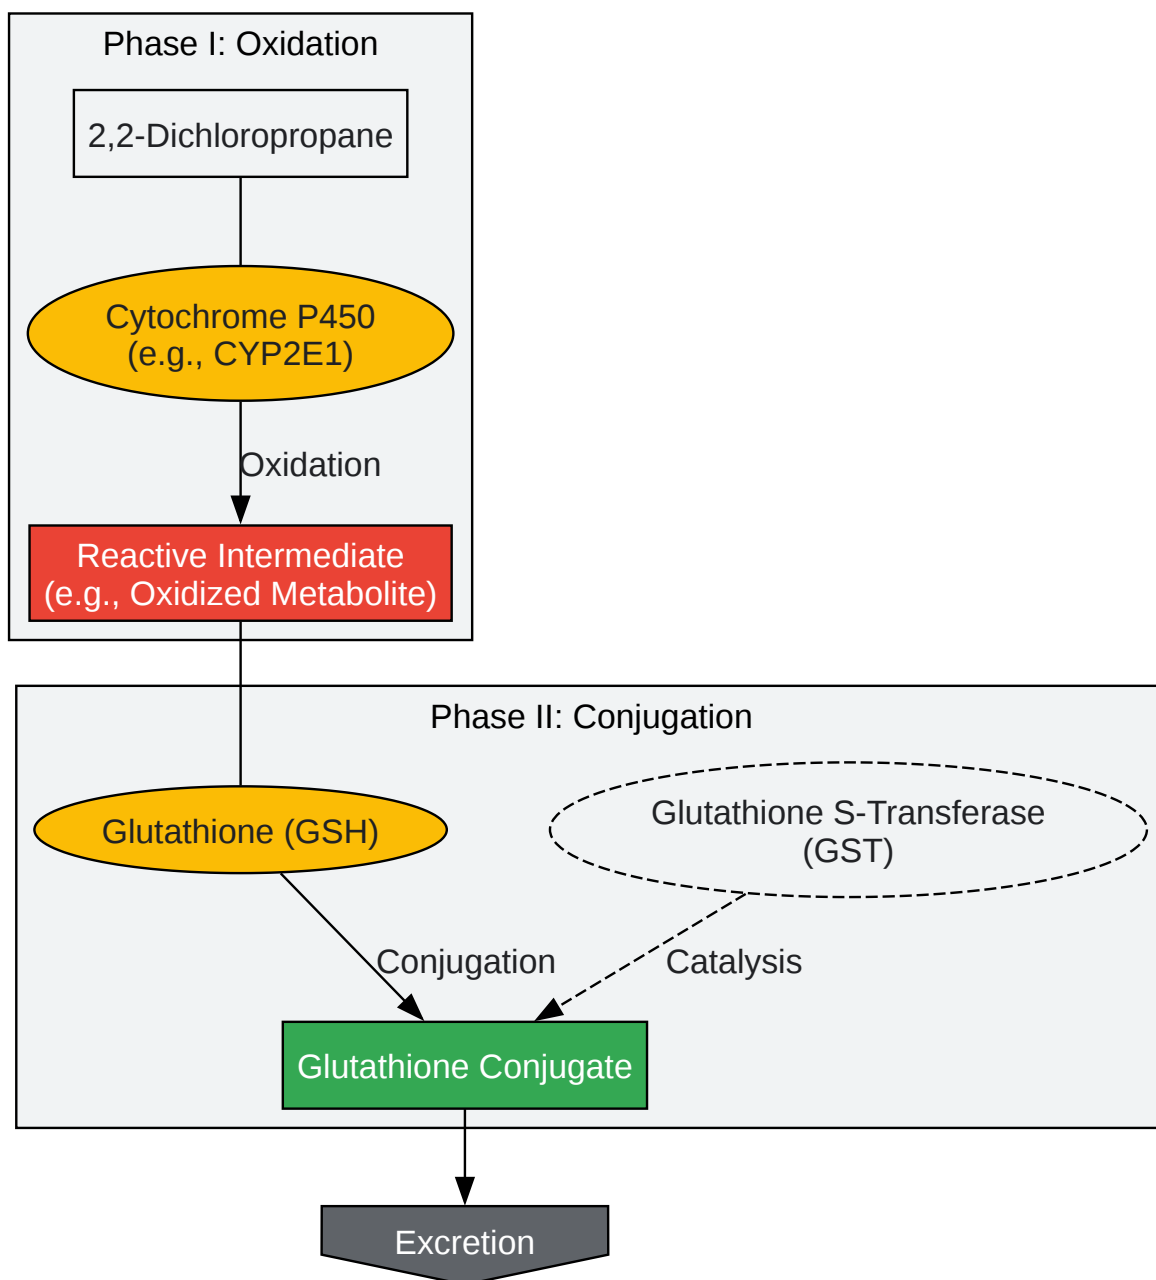 Phase I: Oxidation
2,2-Dichloropropane
Cytochrome P450
(e.g., CYP2E1)
Oxidation
Reactive Intermediate
(e.g., Oxidized Metabolite)
Phase II: Conjugation
Glutathione (GSH)
Glutathione S-Transferase
(GST)
Conjugation
Catalysis
Glutathione Conjugate
Excretion